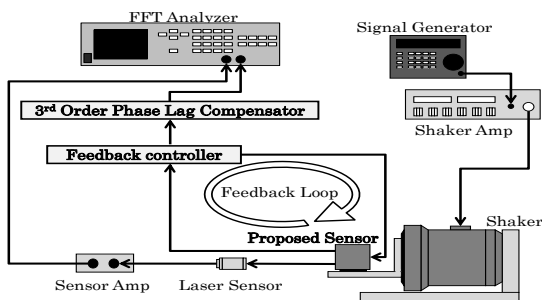 FFT Analyzer
Signal Generator
3rd Order Phase Lag Compensator
Shaker Amp
Feedback controller
Feedback Loop
Proposed Sensor
Shaker
Sensor Amp
Laser Sensor